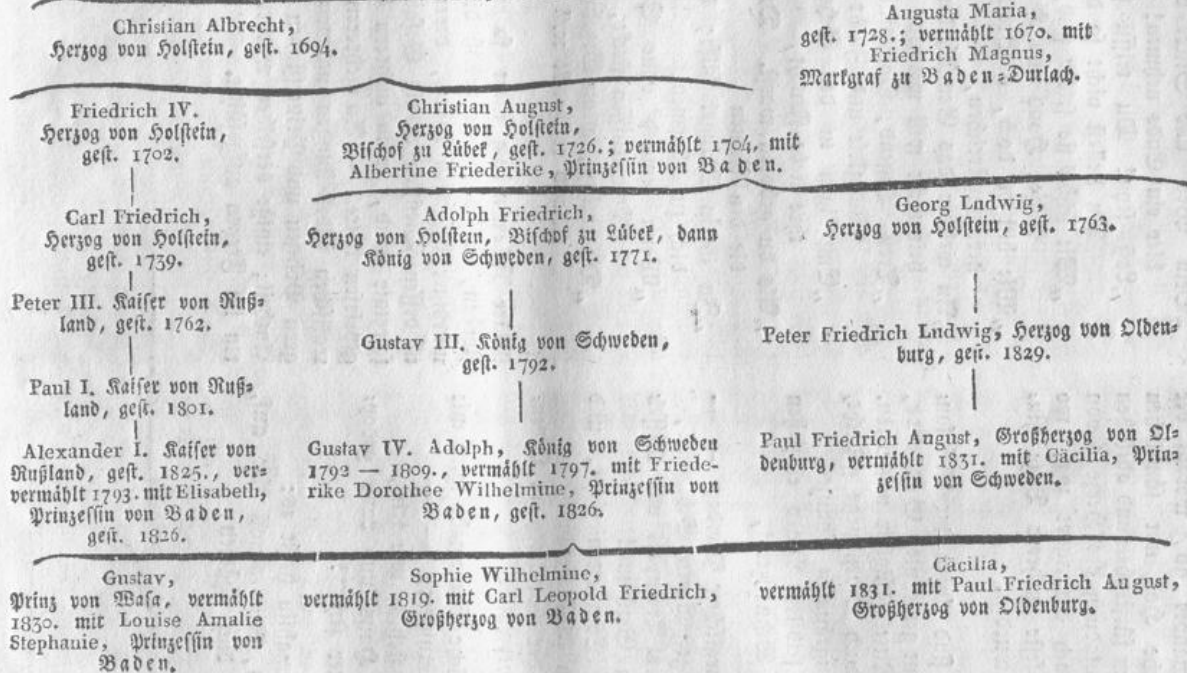 Christian Albrecht,
Herzog von Holstein, gest. 1694.
Augusta Maria,
gest. 1728.; vermählt 1670. mit
Friedrich Magnus,
Markgraf zu Baden-Durlach.
Friedrich IV.
Herzog von Holstein,
gest. 1702.
Christian August,
Herzog von Holstein,
Bischof zu Lübek, gest. 1726.; vermählt 1704. mit
Albertine Friederike, Prinzessin von Baden.
Carl Friedrich,
Herzog von Holstein,
gest. 1739.
Adolph Friedrich,
Herzog von Holstein, Bischof zu Lübek, dann
König von Schweden, gest. 1771.
Georg Ludwig,
Herzog von Holstein, gest. 1763.
Peter III. Kaiser von Ruß-
land, gest. 1762.
Gustav III. König von Schweden,
gest. 1792.
Peter Friedrich Ludwig, Herzog von Olden-
burg, gest. 1829.
Paul I. Kaiser von Ruß-
land, gest. 1801.
Alexander I. Kaiser von
Rußland, gest. 1825., ver-
vermählt 1793. mit Elisabeth,
Prinzessin von Baden,
gest. 1826.
Gustav IV. Adolph, König von Schweden
1792 — 1809., vermählt 1797. mit Friede-
rike Dorothee Wilhelmine, Prinzessin von
Baden, gest. 1826.
Paul Friedrich August, Großherzog von Ol-
denburg, vermählt 1831. mit Cäcilia, Prin-
zessin von Schweden.
Gustav,
Prinz von Wasa, vermählt
1830. mit Louise Amalie
Stephanie, Prinzessin von
Baden.
Sophie Wilhelmine,
vermählt 1819. mit Carl Leopold Friedrich,
Großherzog von Baden.
Cäcilia,
vermählt 1831. mit Paul Friedrich August,
Großherzog von Oldenburg.